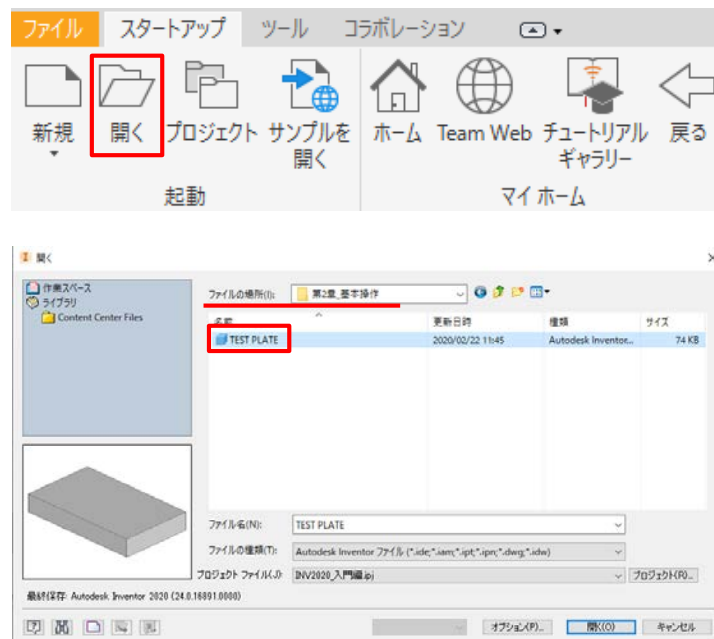 ファイル スタートアップ ツール コラボレーション
新規 開く プロジェクト サンプルを開く ホーム Team Web チュートリアル ギャラリー 戻る
起動 マイ ホーム
開く
作業スペース
ライブラリ
Content Center Files
ファイルの場所(I): 第2章_基本操作
名前 更新日時 種類 サイズ
TEST PLATE 2020/02/22 11:45 Autodesk Inventor... 74 KB
ファイル名(N): TEST PLATE
ファイルの種類(T): Autodesk Inventor ファイル (*.ide;*.iam;*.ipt;*.ipn;*.dwg;*.idw)
プロジェクト ファイル(J): INV2020_入門編.ipj プロジェクト(R)...
最終保存: Autodesk Inventor 2020 (24.0.16891.0000)
オプション(P)... 開く(O) キャンセル